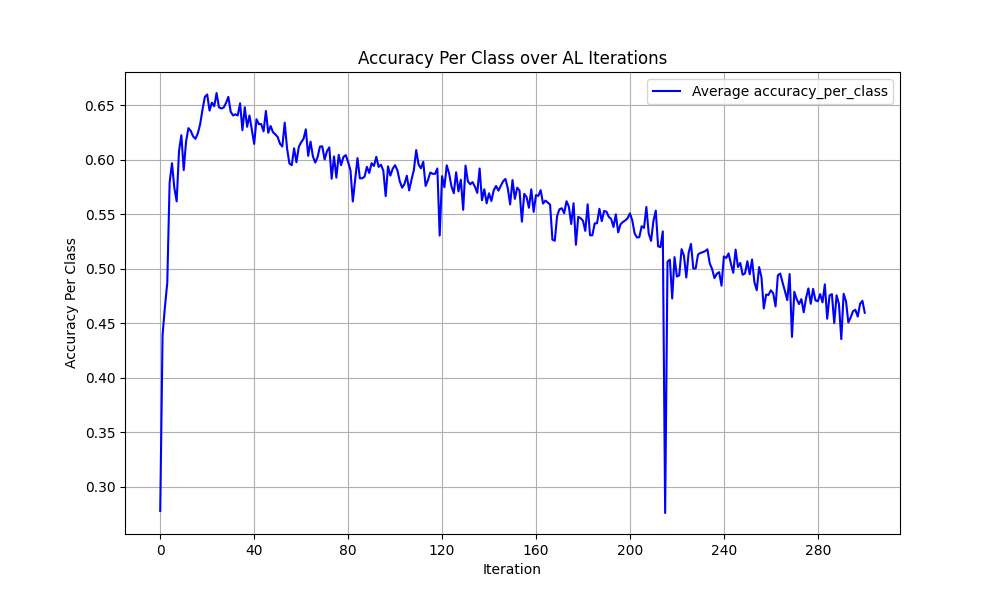 Accuracy Per Class over AL Iterations
Average accuracy_per_class
Accuracy Per Class
0.65
0.60
0.55
0.50
0.45
0.40
0.35
0.30
0 40 80 120 160 200 240 280
Iteration